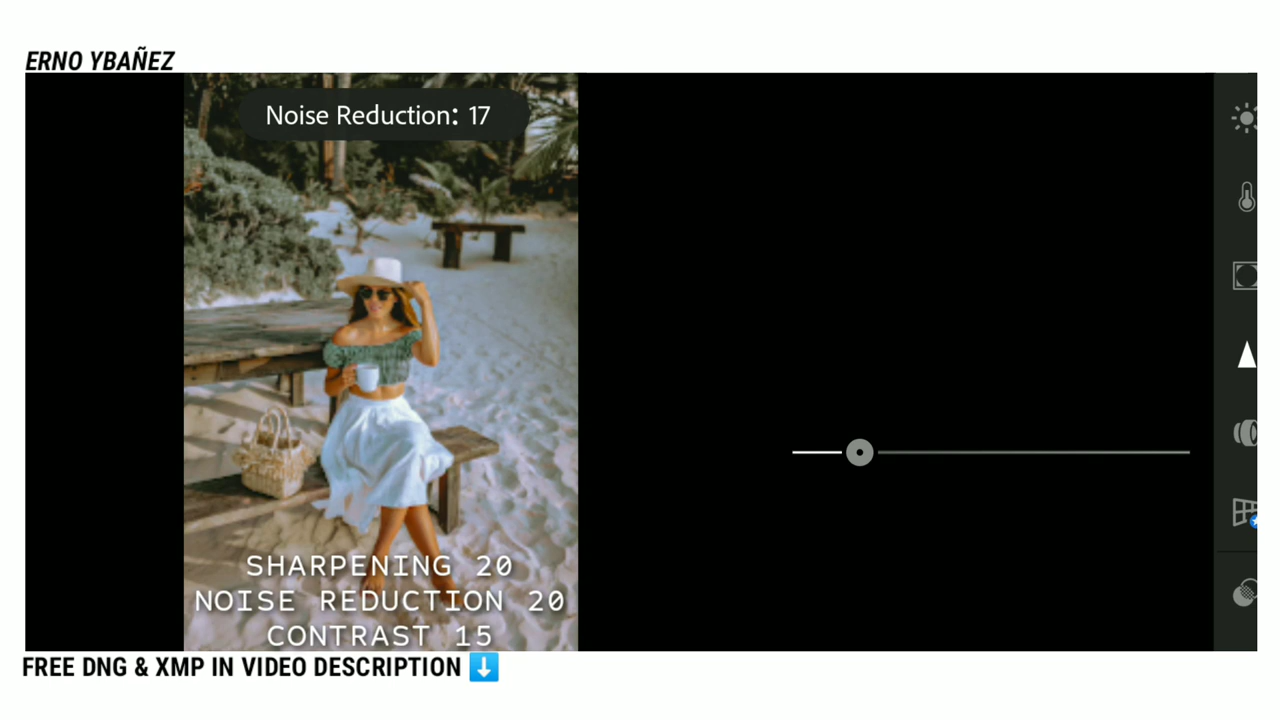 ERNO YBAÑEZ
Noise Reduction: 17
SHARPENING 20
NOISE REDUCTION 20
CONTRAST 15
FREE DNG & XMP IN VIDEO DESCRIPTION ⬇️